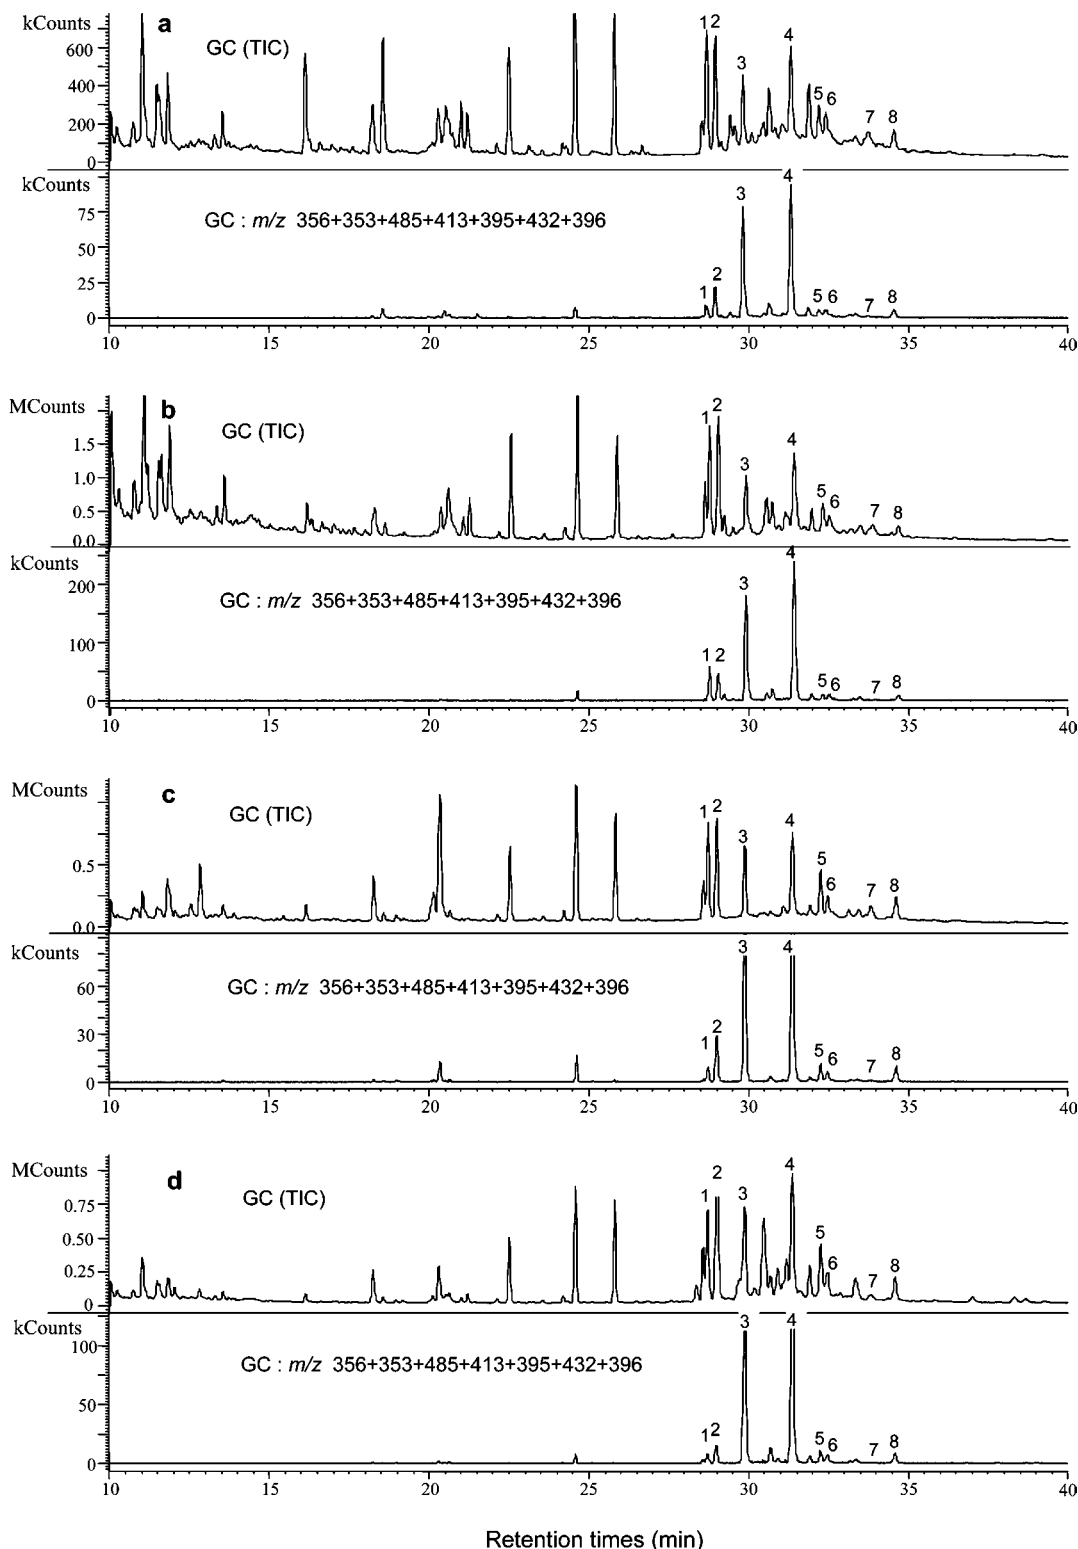 kCounts
a
GC (TIC)
600
400
200
0
1 2 3 4 5 6 7 8
kCounts
GC : m/z 356+353+485+413+395+432+396
75
50
25
0
1 2 3 4 5 6 7 8
10 15 20 25 30 35 40
MCounts
b
GC (TIC)
1.5
1.0
0.5
0.0
1 2 3 4 5 6 7 8
kCounts
GC : m/z 356+353+485+413+395+432+396
200
100
0
1 2 3 4 5 6 7 8
10 15 20 25 30 35 40
MCounts
c
GC (TIC)
0.5
0.0
1 2 3 4 5 6 7 8
kCounts
GC : m/z 356+353+485+413+395+432+396
60
30
0
1 2 3 4 5 6 7 8
10 15 20 25 30 35 40
MCounts
d
GC (TIC)
0.75
0.50
0.25
0
1 2 3 4 5 6 7 8
kCounts
GC : m/z 356+353+485+413+395+432+396
100
50
0
1 2 3 4 5 6 7 8
10 15 20 25 30 35 40
Retention times (min)